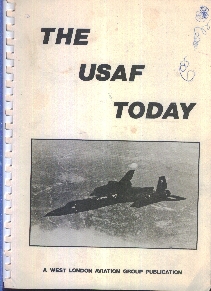 THE
USAF
TODAY
A WEST LONDON AVIATION GROUP PUBLICATION